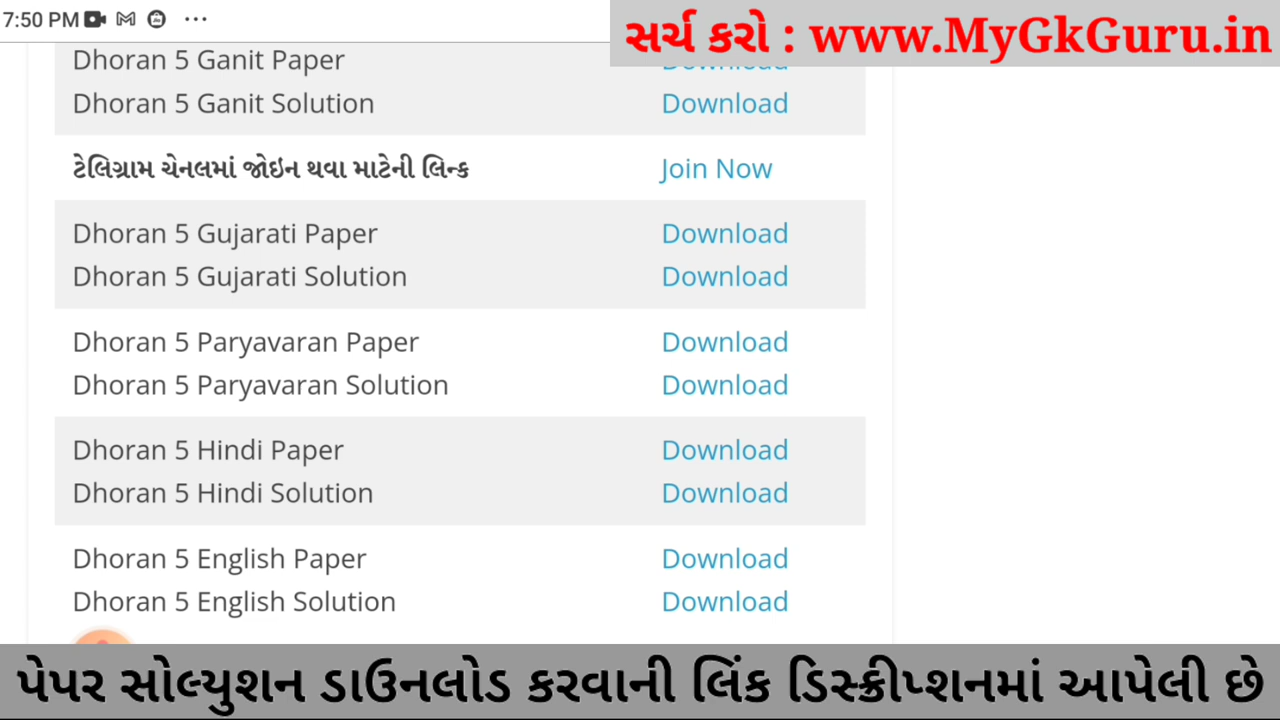 7:50 PM
સર્ચ કરો : www.MyGkGuru.in
Dhoran 5 Ganit Paper Download
Dhoran 5 Ganit Solution Download
ટેલિગ્રામ ચેનલમાં જોઇન થવા માટેની લિન્ક Join Now
Dhoran 5 Gujarati Paper Download
Dhoran 5 Gujarati Solution Download
Dhoran 5 Paryavaran Paper Download
Dhoran 5 Paryavaran Solution Download
Dhoran 5 Hindi Paper Download
Dhoran 5 Hindi Solution Download
Dhoran 5 English Paper Download
Dhoran 5 English Solution Download
પેપર સોલ્યુશન ડાઉનલોડ કરવાની લિંક ડિસ્ક્રીપ્શનમાં આપેલી છે